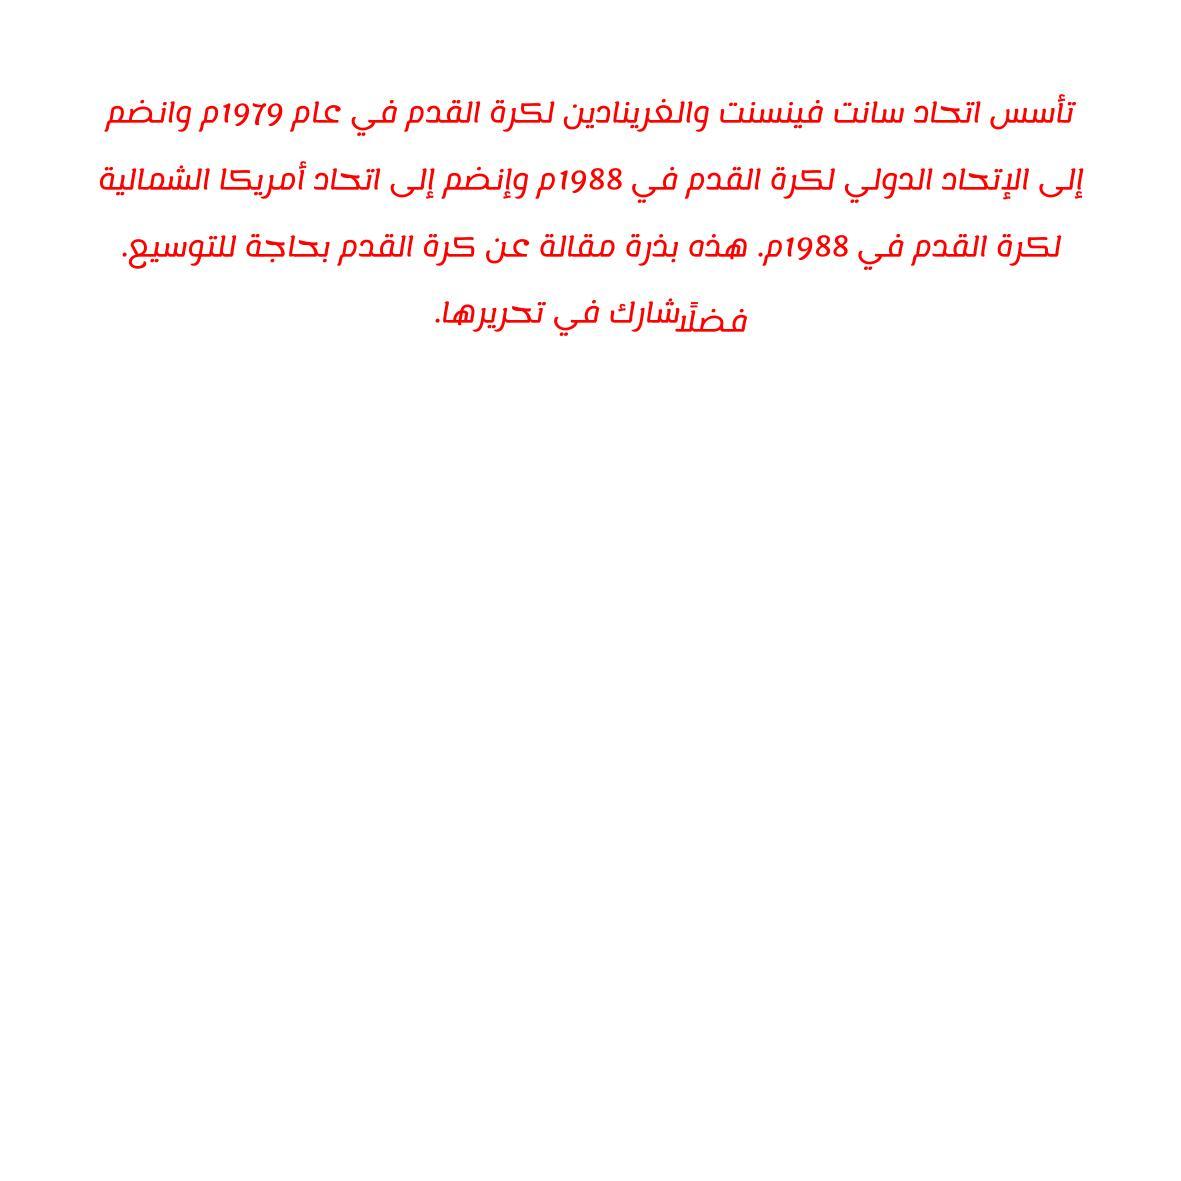 تأسس اتحاد سانت فينسنت والغرينادين لكرة القدم في عام 1979م وانضم
إلى الإتحاد الدولي لكرة القدم في 1988م وإنضم إلى اتحاد أمريكا الشمالية
لكرة القدم في 1988م. هذه بذرة مقالة عن كرة القدم بحاجة للتوسيع.
فضلًا شارك في تحريرها.